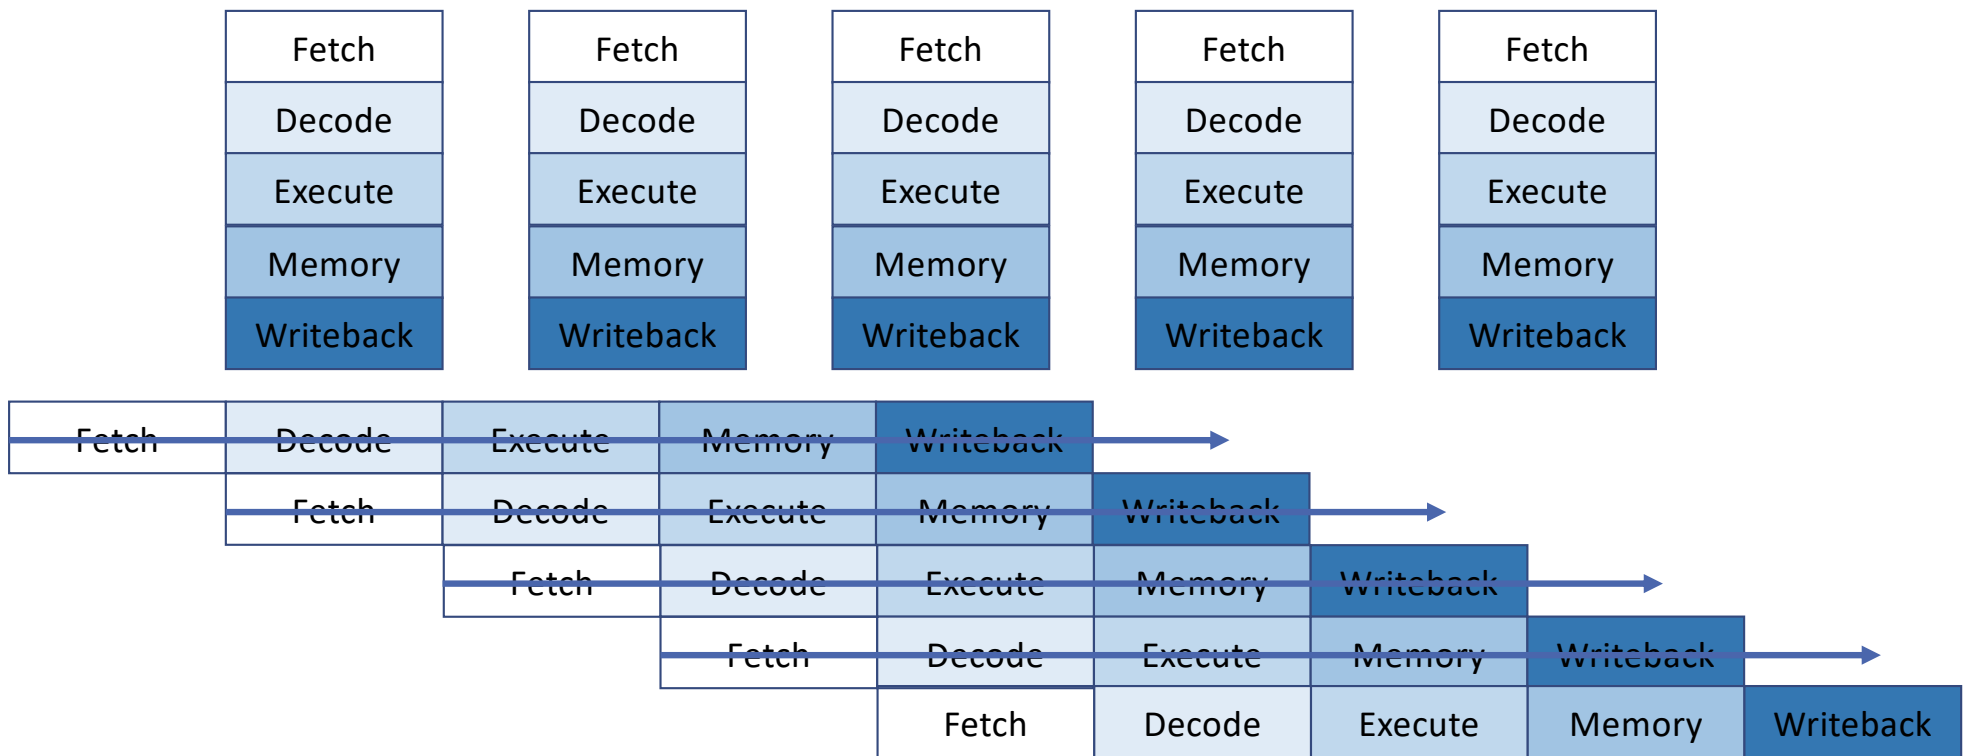 Fetch Fetch Fetch Fetch Fetch
Decode Decode Decode Decode Decode
Execute Execute Execute Execute Execute
Memory Memory Memory Memory Memory
Writeback Writeback Writeback Writeback Writeback
Fetch Decode Execute Memory Writeback
Fetch Decode Execute Memory Writeback
Fetch Decode Execute Memory Writeback
Fetch Decode Execute Memory Writeback
Fetch Decode Execute Memory Writeback